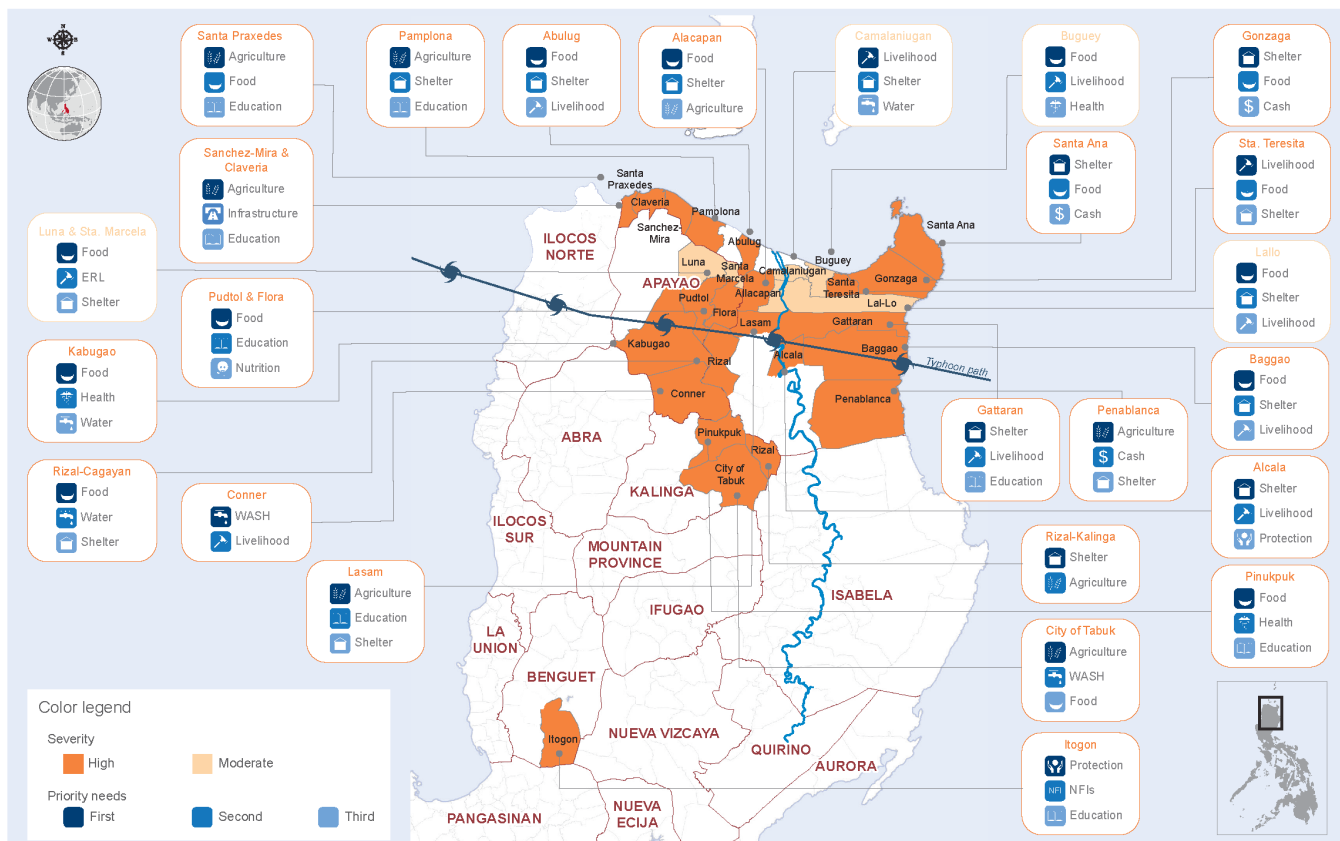 N
S
W
E
Santa Praxedes
Agriculture
Food
Education
Pamplona
Agriculture
Shelter
Education
Abulug
Food
Shelter
Livelihood
Alacapan
Food
Shelter
Agriculture
Camalaniugan
Livelihood
Shelter
Water
Buguey
Food
Livelihood
Health
Gonzaga
Shelter
Food
Cash
Sanchez-Mira &
Claveria
Agriculture
Infrastructure
Education
Santa Ana
Shelter
Food
Cash
Sta. Teresita
Livelihood
Food
Shelter
Luna & Sta. Marcela
Food
ERL
Shelter
Lallo
Food
Shelter
Livelihood
Pudtol & Flora
Food
Education
Nutrition
Kabugao
Food
Health
Water
Baggao
Food
Shelter
Livelihood
Gattaran
Shelter
Livelihood
Education
Penablanca
Agriculture
Cash
Shelter
Rizal-Cagayan
Food
Water
Shelter
Conner
WASH
Livelihood
Alcala
Shelter
Livelihood
Protection
Lasam
Agriculture
Education
Shelter
Rizal-Kalinga
Shelter
Agriculture
Pinukpuk
Food
Health
Education
City of Tabuk
Agriculture
WASH
Food
Itogon
Protection
NFI
NFIs
Education
Santa
Praxedes
Claveria
Sanchez-
Mira
Pamplona
Abulug
Santa Ana
Buguey
ILOCOS
NORTE
Luna
Santa
Marcela
Camalaniugan
Santa
Teresita
Gonzaga
APAYAO
Allacapan
Pudtol
Lal-Lo
Flora
Lasam
Gattaran
Kabugao
Rizal
Alcala
Baggao
Typhoon path
Conner
Penablanca
Pinukpuk
ABRA
Rizal
City of
Tabuk
KALINGA
ILOCOS
SUR
MOUNTAIN
PROVINCE
ISABELA
IFUGAO
LA
UNION
BENGUET
Itogon
NUEVA VIZCAYA
QUIRINO
AURORA
PANGASINAN
NUEVA
ECIJA
Color legend
Severity
High
Moderate
Priority needs
First
Second
Third